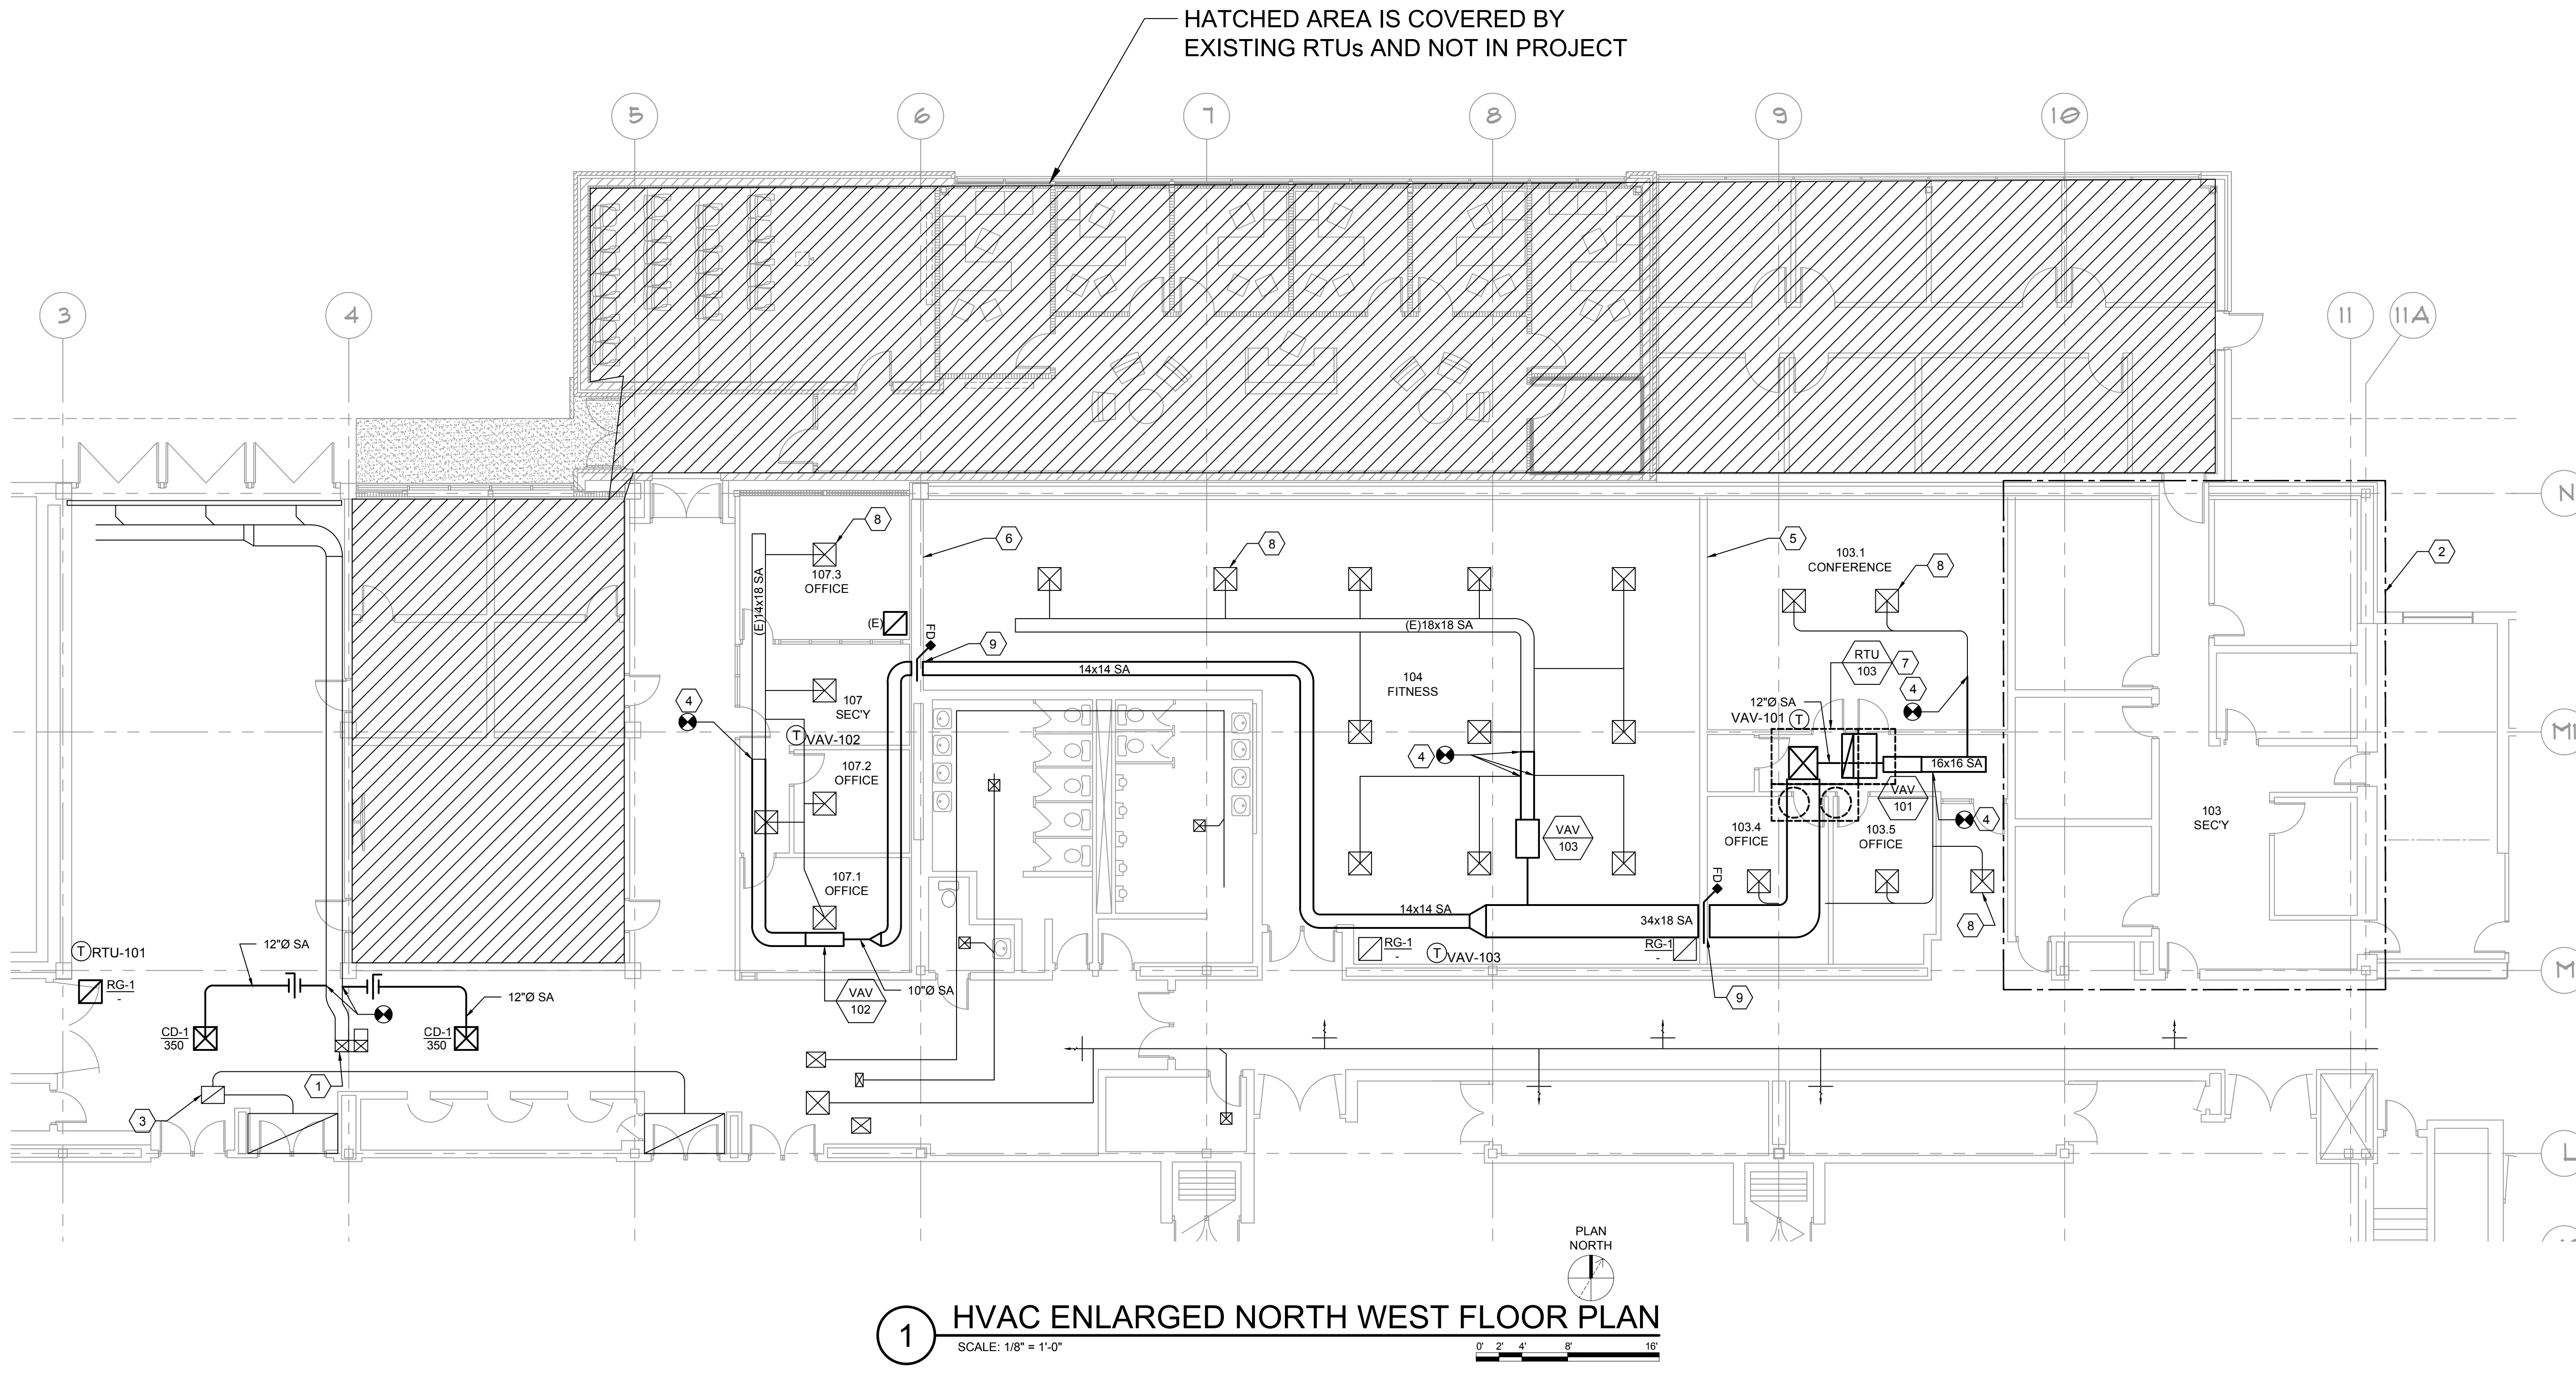 HATCHED AREA IS COVERED BY
EXISTING RTUs AND NOT IN PROJECT
5
6
7
8
9
10
3
4
11
11A
N
8
6
8
5
103.1
CONFERENCE
8
2
107.3
OFFICE
(E)14x18 SA
(E)
FD
9
(E)18x18 SA
14x14 SA
104
FITNESS
RTU
103
7
4
12"Ø SA
VAV-101
T
4
107
SEC'Y
T
VAV-102
M1
107.2
OFFICE
4
16x16 SA
VAV
101
4
103
SEC'Y
VAV
103
103.4
OFFICE
103.5
OFFICE
107.1
OFFICE
FD
14x14 SA
34x18 SA
8
T
RTU-101
12"Ø SA
RG-1
-
T
VAV-103
RG-1
-
M
RG-1
-
12"Ø SA
VAV
102
10"Ø SA
9
CD-1
350
CD-1
350
1
3
L
PLAN
NORTH
1
HVAC ENLARGED NORTH WEST FLOOR PLAN
SCALE: 1/8" = 1'-0"
0' 2' 4' 8' 16'